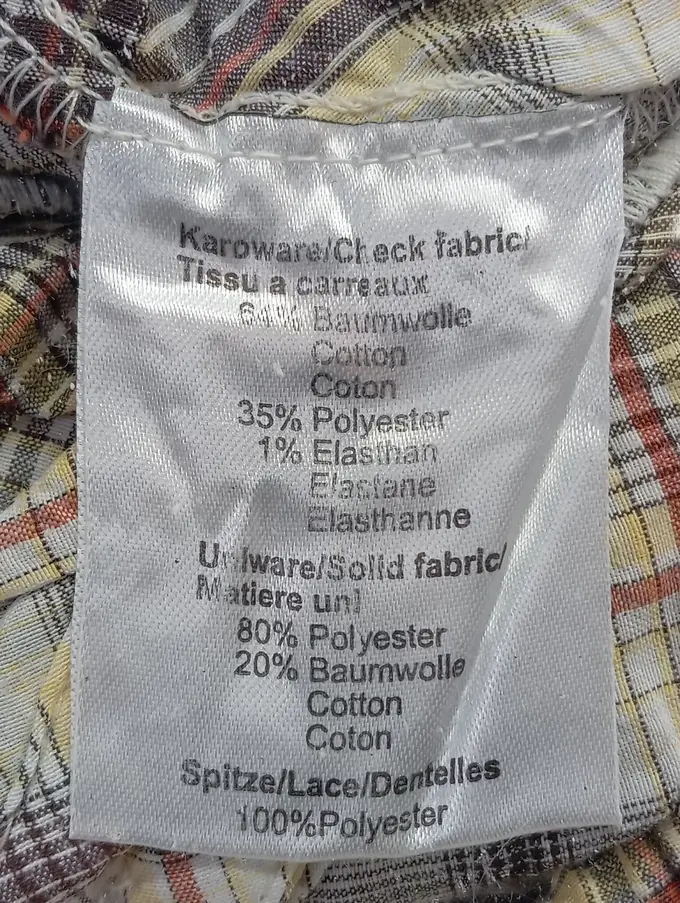 Karoware/Check fabric/
Tissu a carreaux
64% Baumwolle
Cotton
Coton
35% Polyester
1% Elasthan
Elastane
Elasthanne
Uniware/Solid fabric/
Matiere uni
80% Polyester
20% Baumwolle
Cotton
Coton
Spitze/Lace/Dentelles
100%Polyester